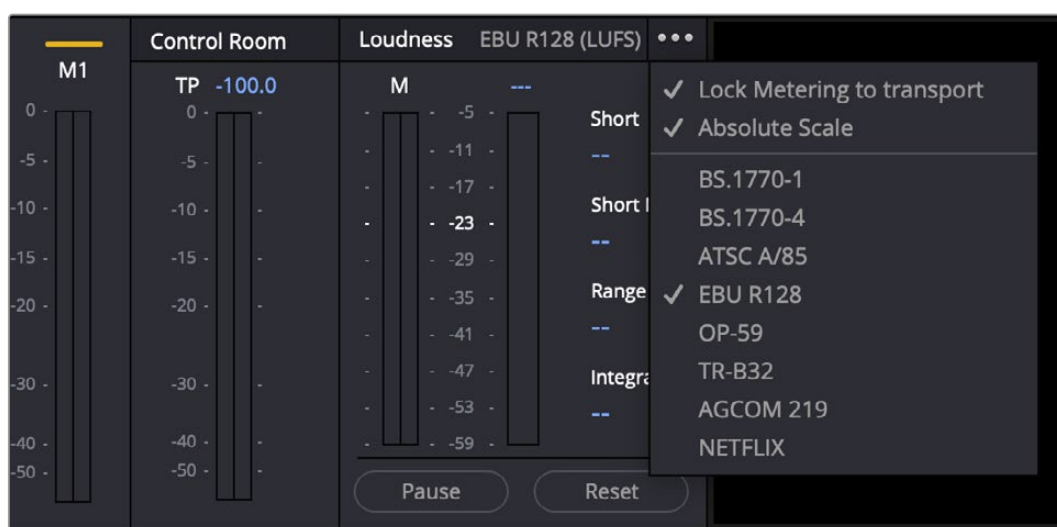 M1
0
-5
-10
-15
-20
-30
-40
-50
Control Room
TP -100.0
0
-5
-10
-15
-20
-30
-40
-50
Loudness EBU R128 (LUFS) •••
M ---
-5
-11
-17
-23
-29
-35
-41
-47
-53
-59
Short
--
Short
--
Range
--
--
Pause Reset
✓ Lock Metering to transport
✓ Absolute Scale
BS.1770-1
BS.1770-4
ATSC A/85
✓ EBU R128
OP-59
TR-B32
AGCOM 219
NETFLIX